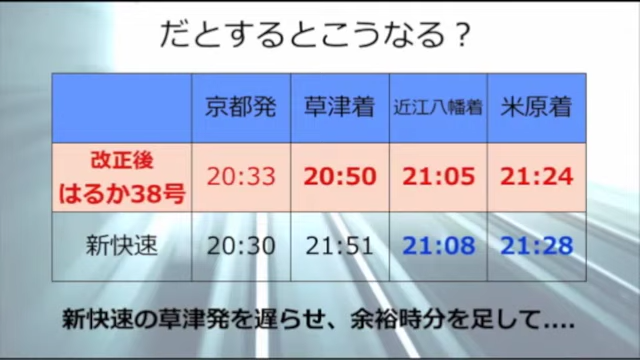 だとするとこうなる？
京都発 草津着 近江八幡着 米原着
改正後
はるか38号 20:33 20:50 21:05 21:24
新快速 20:30 21:51 21:08 21:28
新快速の草津発を遅らせ、余裕時分を足して....